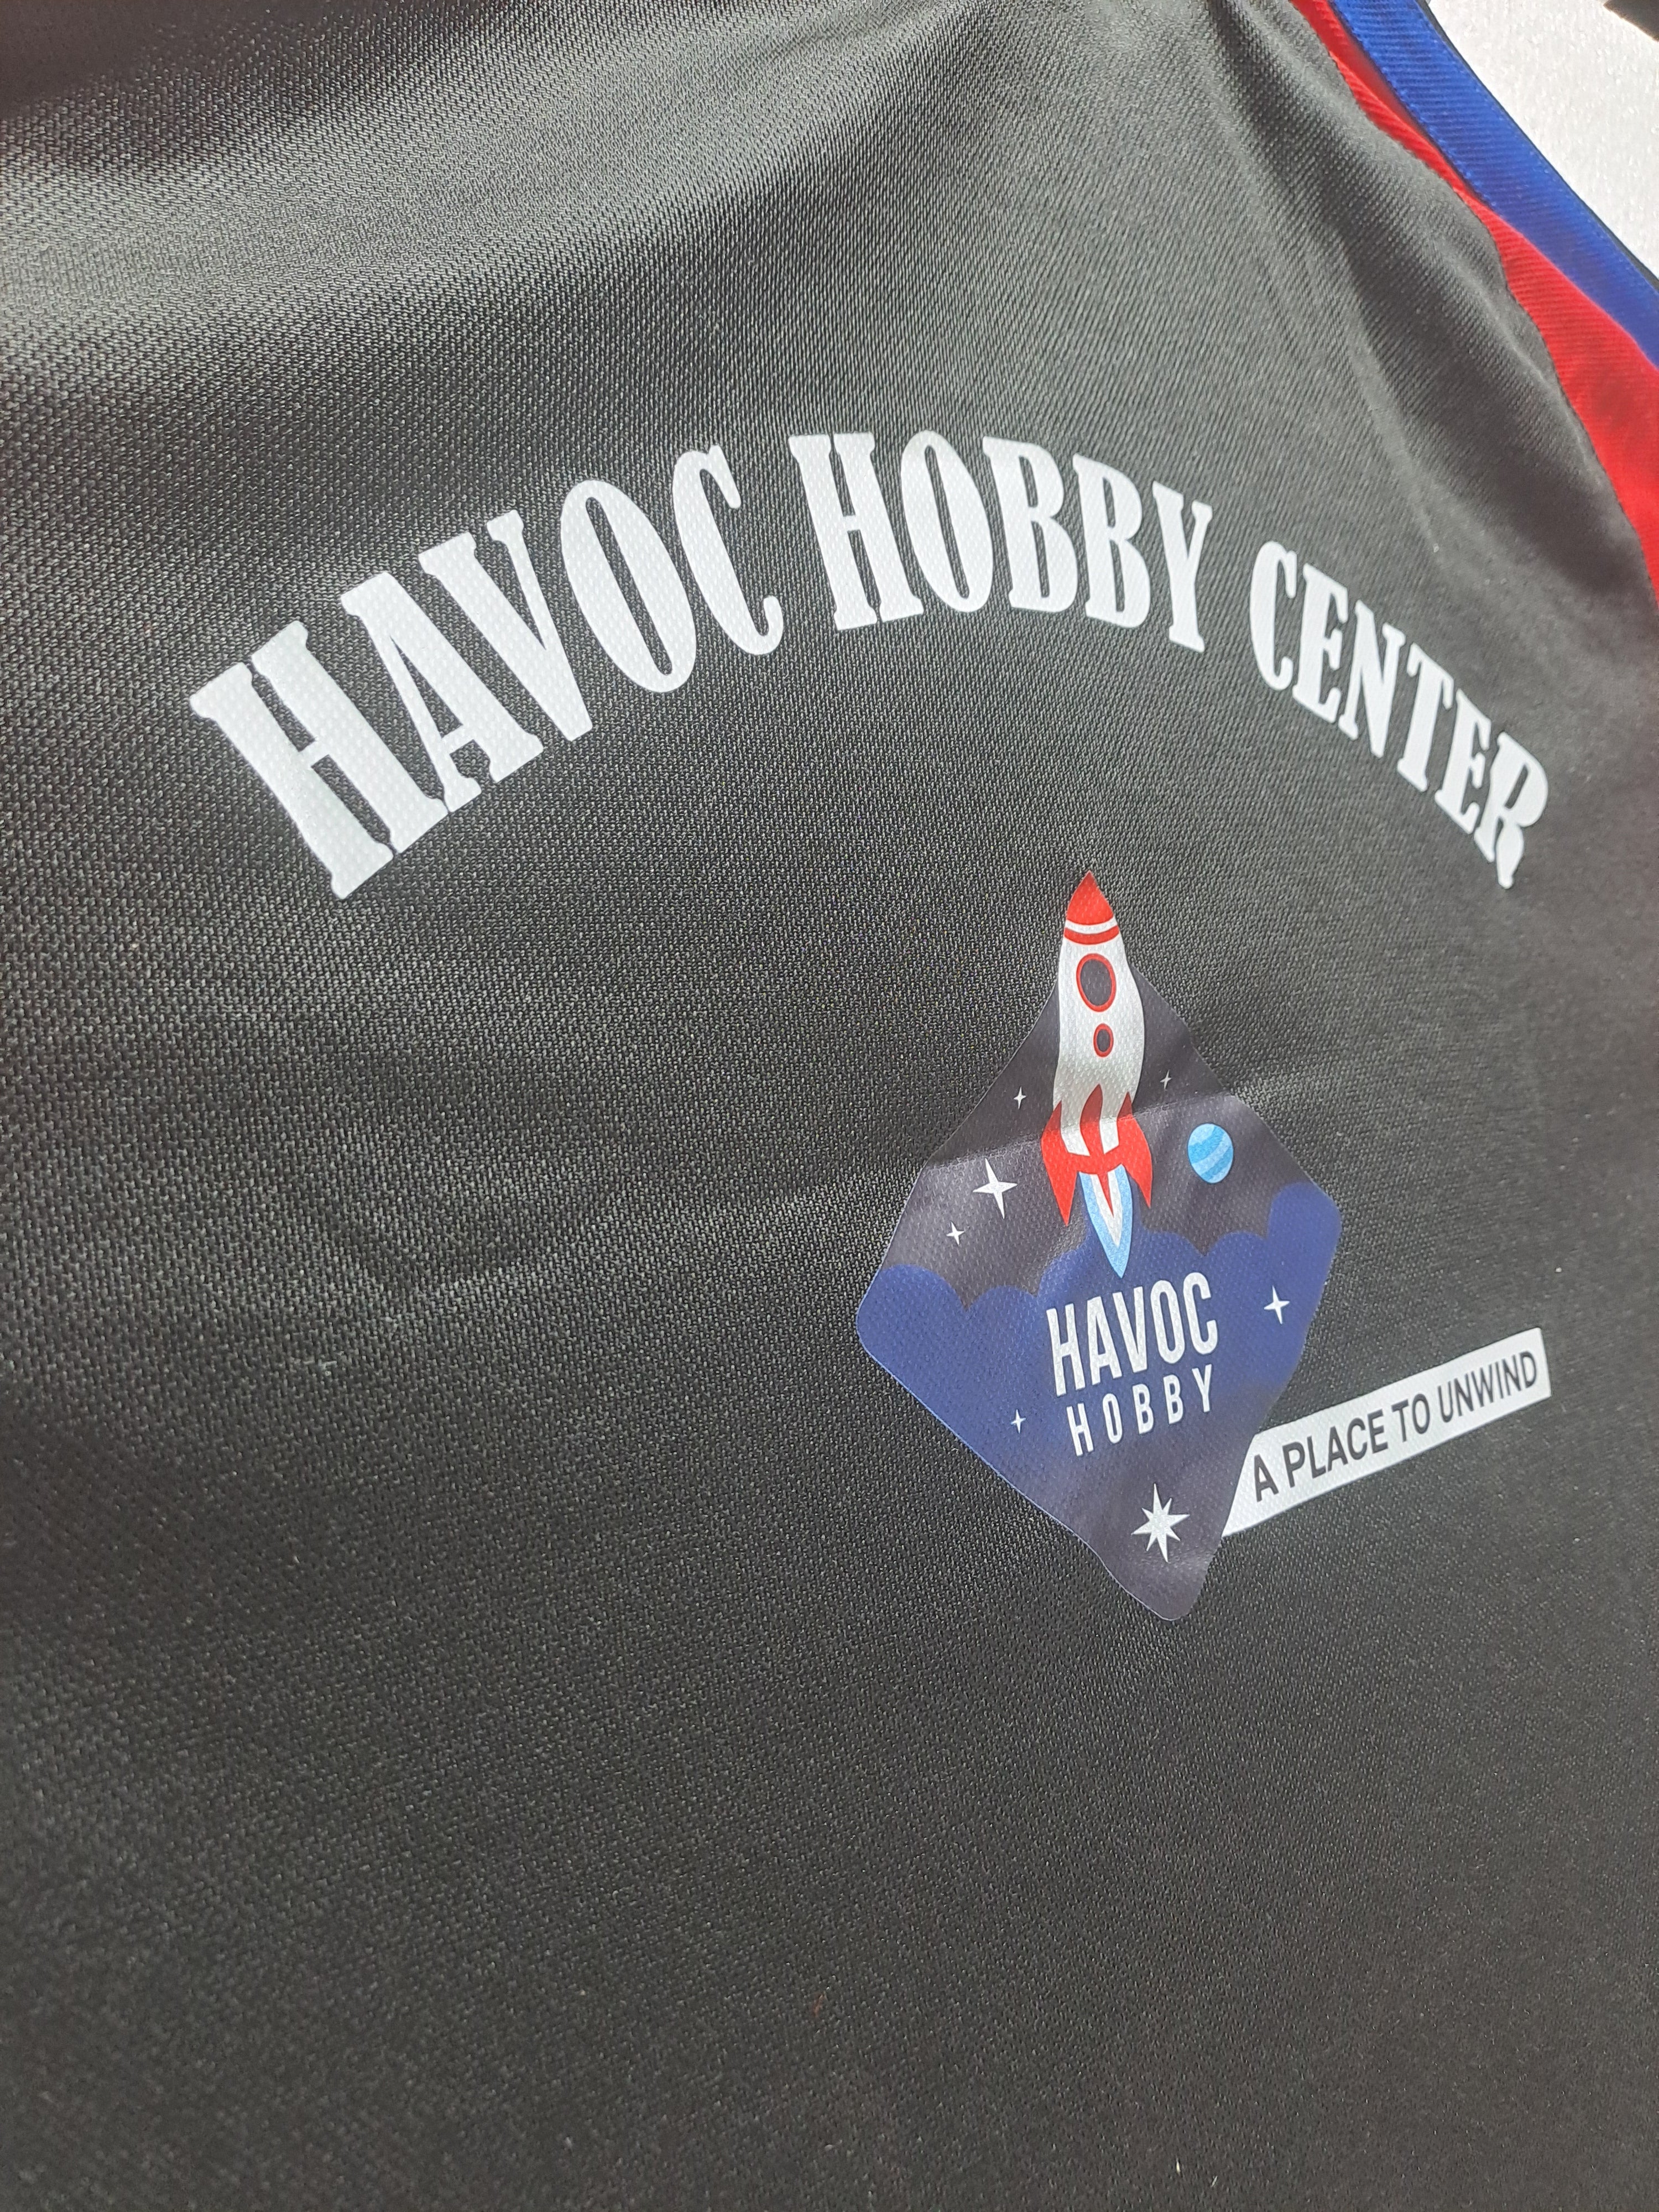 HAVOC HOBBY CENTER
HAVOC
HOBBY
A PLACE TO UNWIND